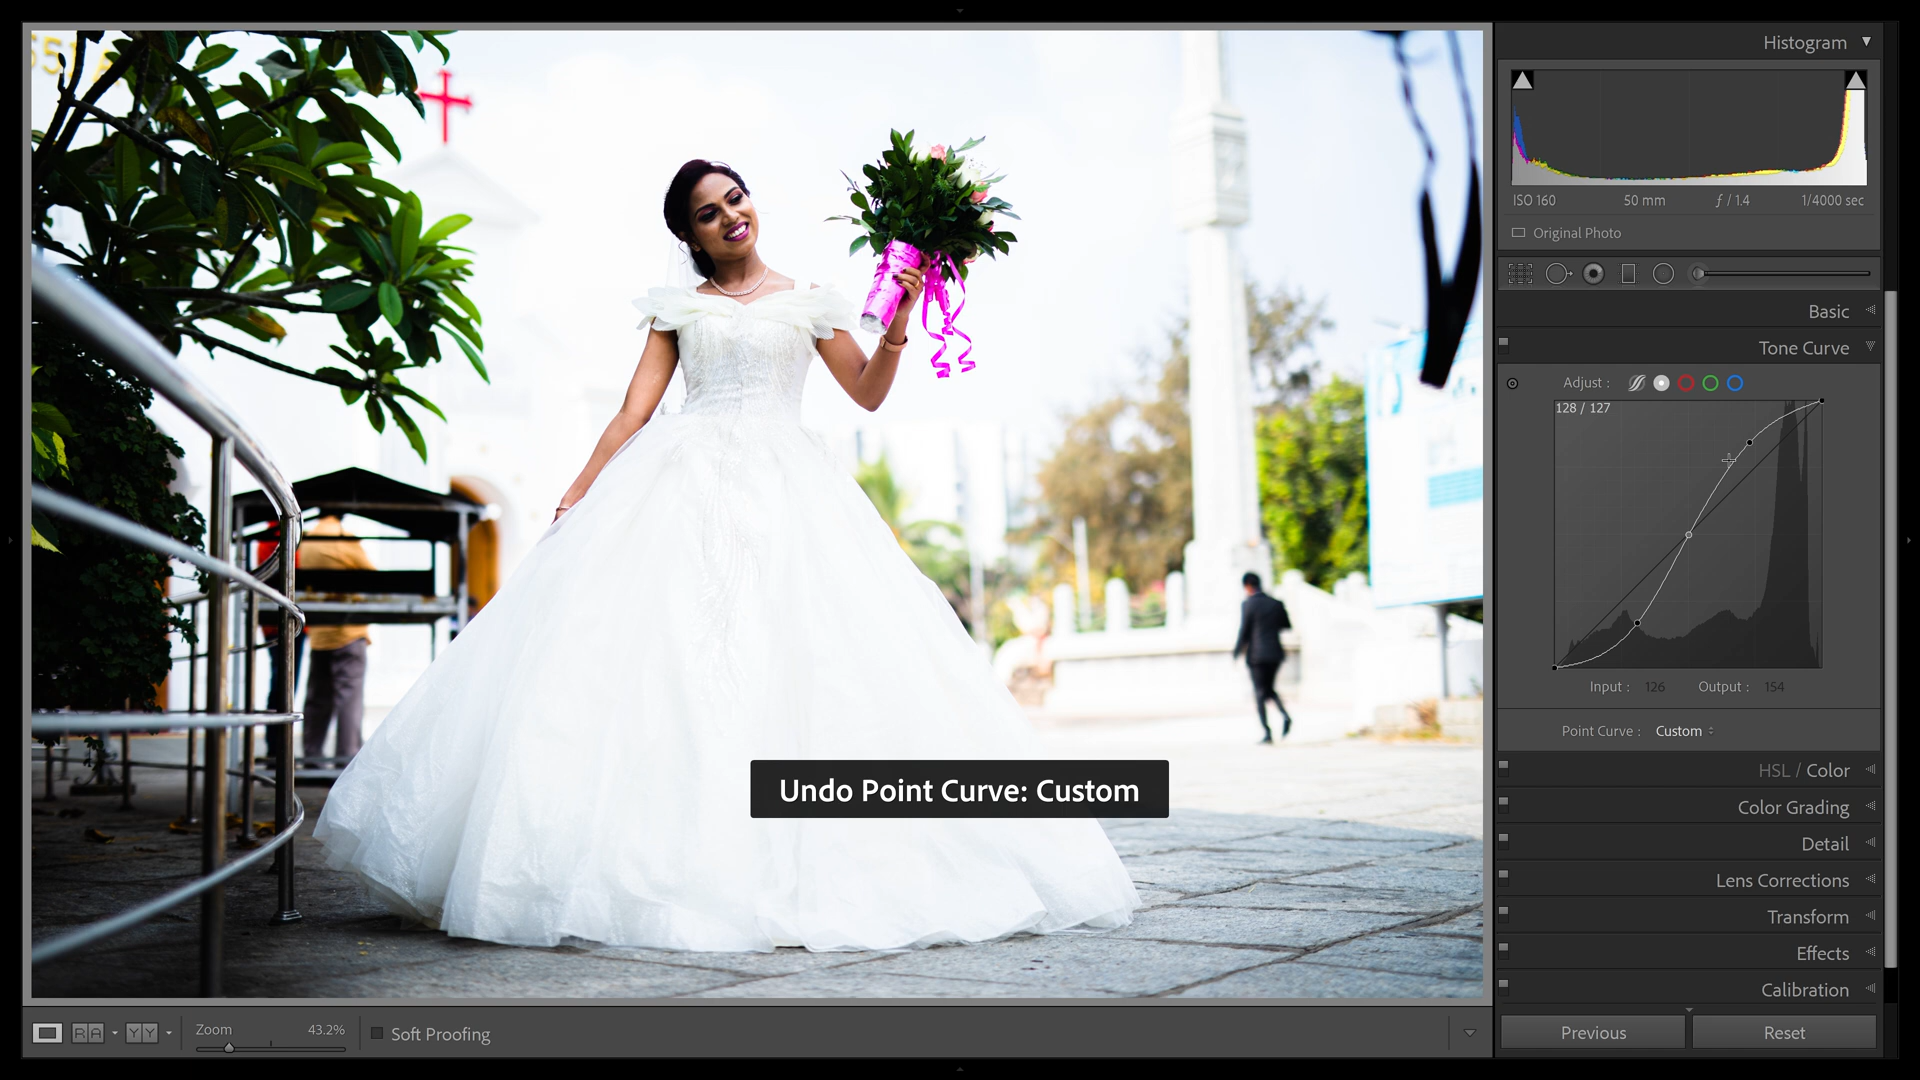 Histogram
ISO 160 50 mm ƒ / 1.4 1/4000 sec
Original Photo
Basic
Tone Curve
Adjust :
128 / 127
Input : 126 Output : 154
Point Curve : Custom
HSL / Color
Color Grading
Detail
Lens Corrections
Transform
Effects
Calibration
Previous Reset
Undo Point Curve: Custom
R A Y Y Zoom 43.2% Soft Proofing